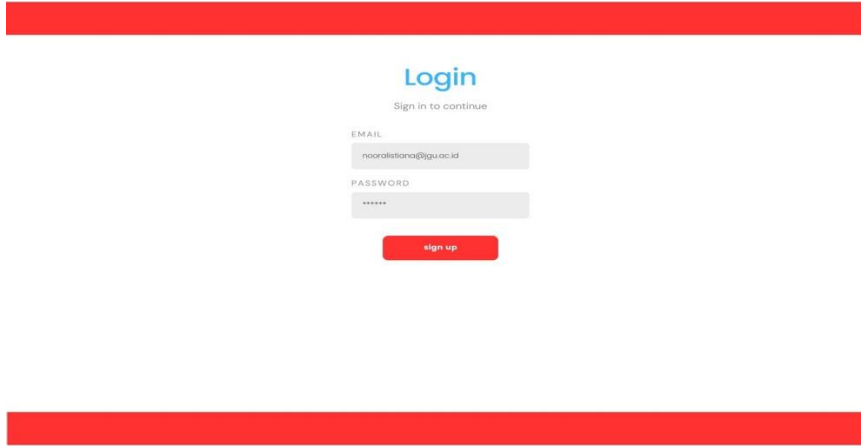 Login
Sign in to continue
EMAIL
nooralistiana@jgu.ac.id
PASSWORD
******
sign up